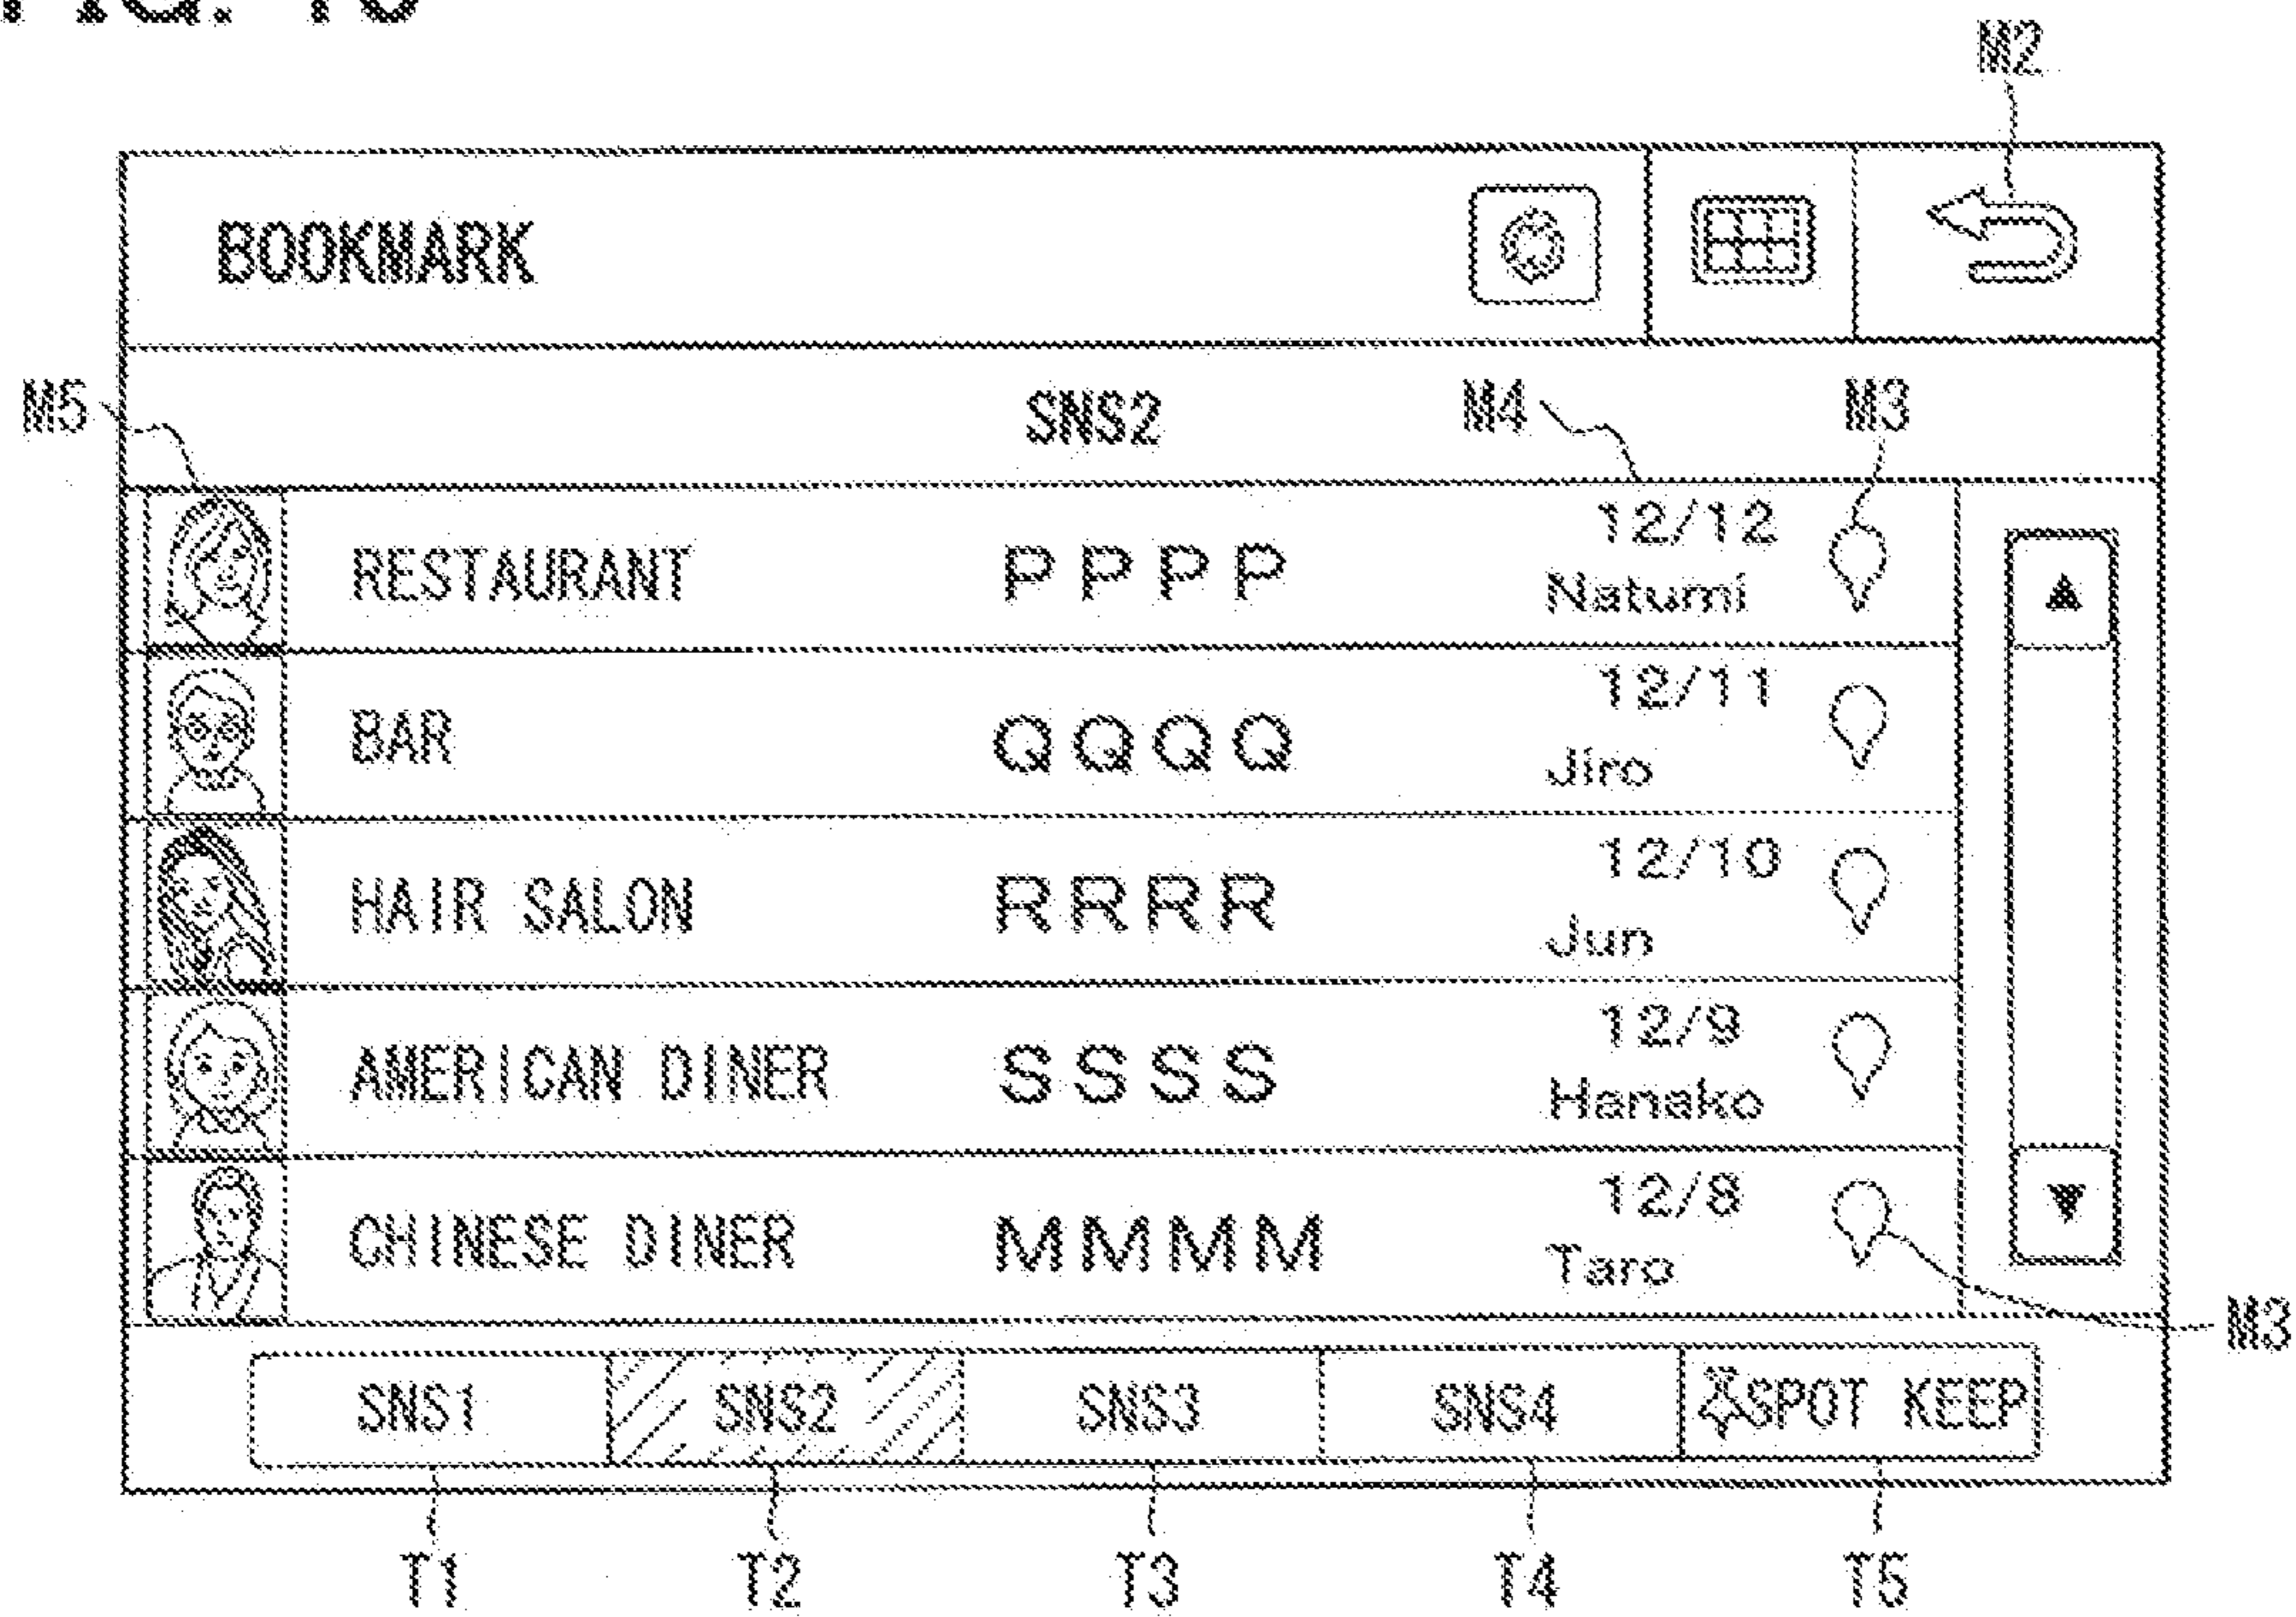 M2
BOOKMARK
M5
SNS2
M4
M3
RESTAURANT PPPP 12/12 Natumi
BAR QQQQ 12/11 Jiro
HAIR SALON RRRR 12/10 Jun
AMERICAN DINER SSSS 12/9 Hanako
CHINESE DINER MMMM 12/8 Taro
M3
SNS1 SNS2 SNS3 SNS4 SPOT KEEP
T1 T2 T3 T4 T5